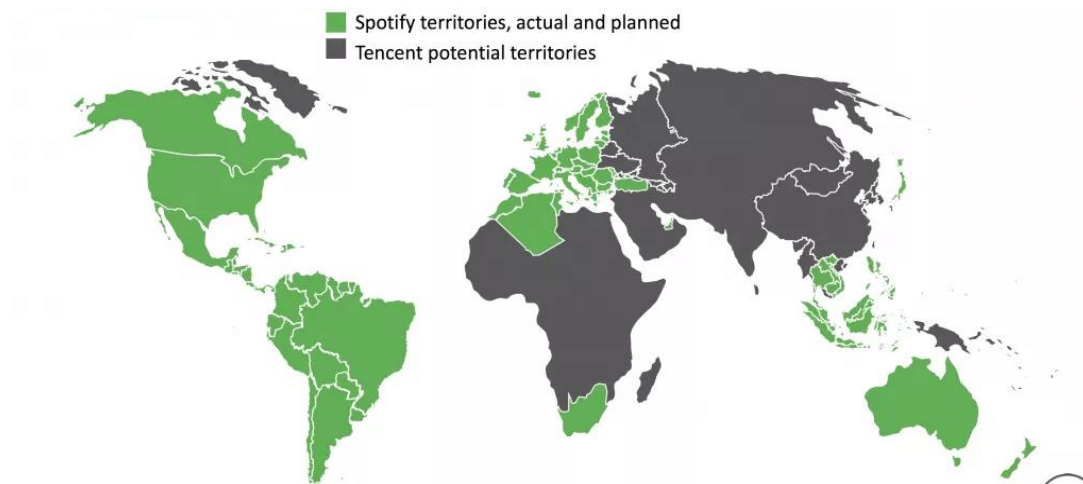 Spotify territories, actual and planned
Tencent potential territories